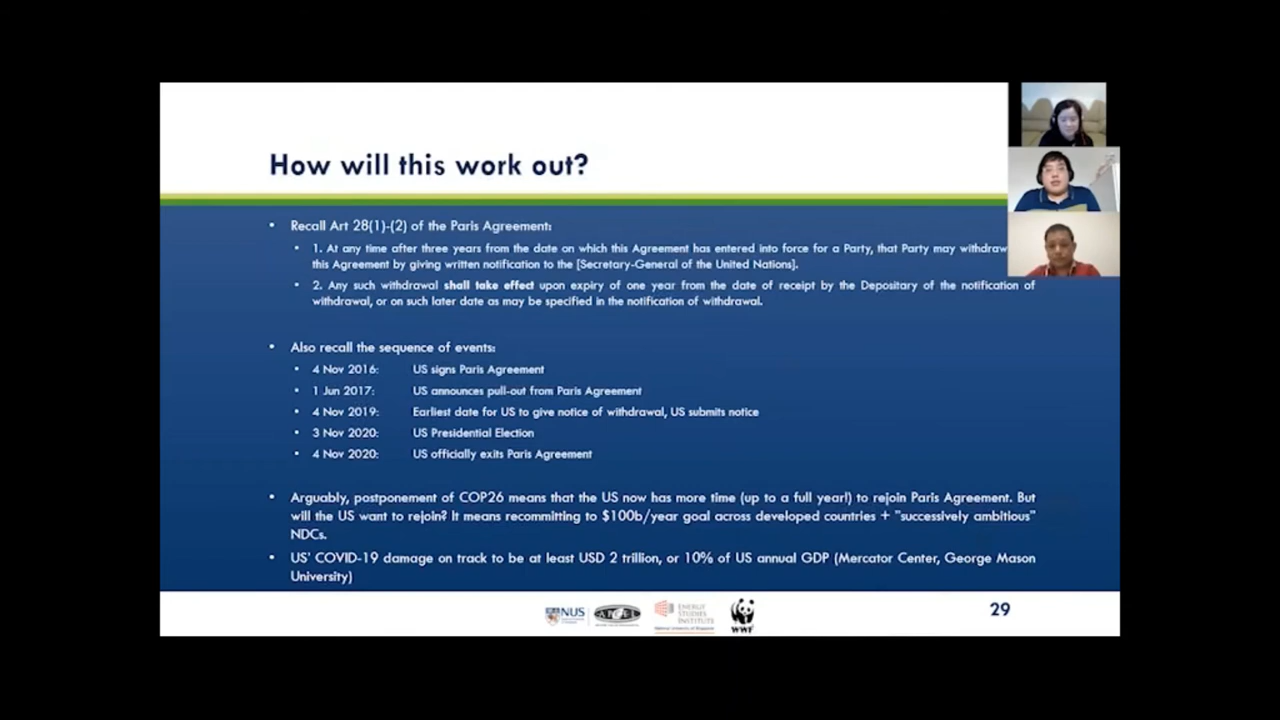 How will this work out?
• Recall Art 28(1)-(2) of the Paris Agreement:
• 1. At any time after three years from the date on which this Agreement has entered into force for a Party, that Party may withdraw
this Agreement by giving written notification to the [Secretary-General of the United Nations].
• 2. Any such withdrawal shall take effect upon expiry of one year from the date of receipt by the Depositary of the notification of
withdrawal, or on such later date as may be specified in the notification of withdrawal.
• Also recall the sequence of events:
• 4 Nov 2016: US signs Paris Agreement
• 1 Jun 2017: US announces pull-out from Paris Agreement
• 4 Nov 2019: Earliest date for US to give notice of withdrawal, US submits notice
• 3 Nov 2020: US Presidential Election
• 4 Nov 2020: US officially exits Paris Agreement
• Arguably, postponement of COP26 means that the US now has more time (up to a full year!) to rejoin Paris Agreement. But
will the US want to rejoin? It means recommitting to $100b/year goal across developed countries + "successively ambitious"
NDCs.
• US' COVID-19 damage on track to be at least USD 2 trillion, or 10% of US annual GDP (Mercator Center, George Mason
University)
NUS
ENERGY
STUDIES
INSTITUTE
National University of Singapore
WWF
29